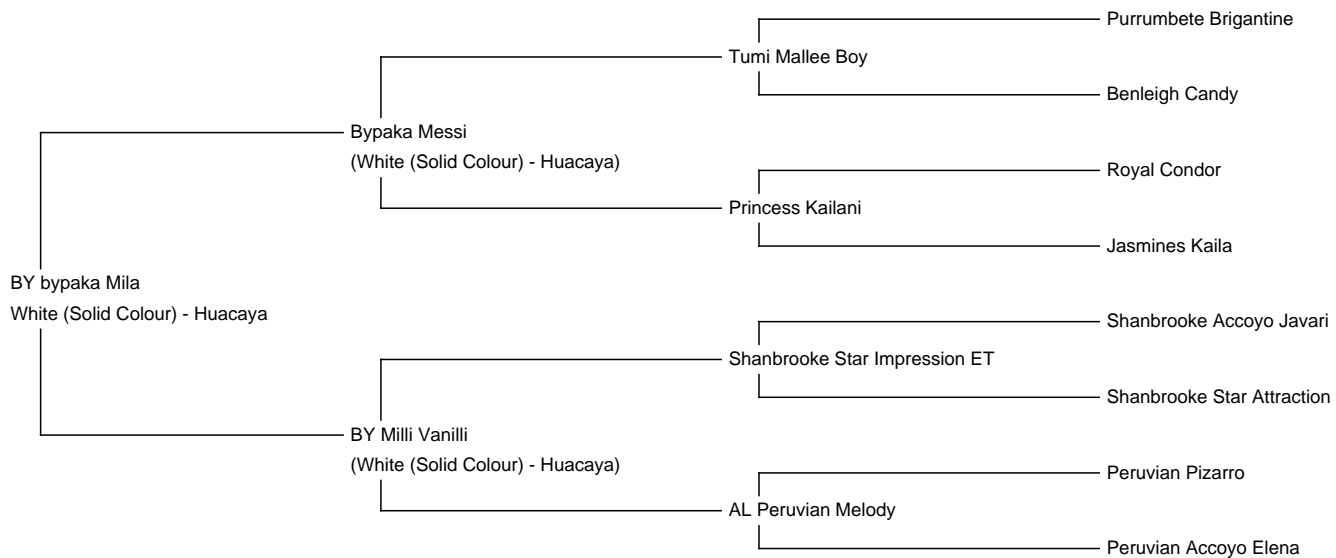 Purrumbete Brigantine
Tumi Mallee Boy
Benleigh Candy
Bypaka Messi
(White (Solid Colour) - Huacaya)
Royal Condor
Princess Kailani
Jasmines Kaila
BY bypaka Mila
White (Solid Colour) - Huacaya
Shanbrooke Accoyo Javari
Shanbrooke Star Impression ET
Shanbrooke Star Attraction
BY Milli Vanilli
(White (Solid Colour) - Huacaya)
Peruvian Pizarro
AL Peruvian Melody
Peruvian Accoyo Elena